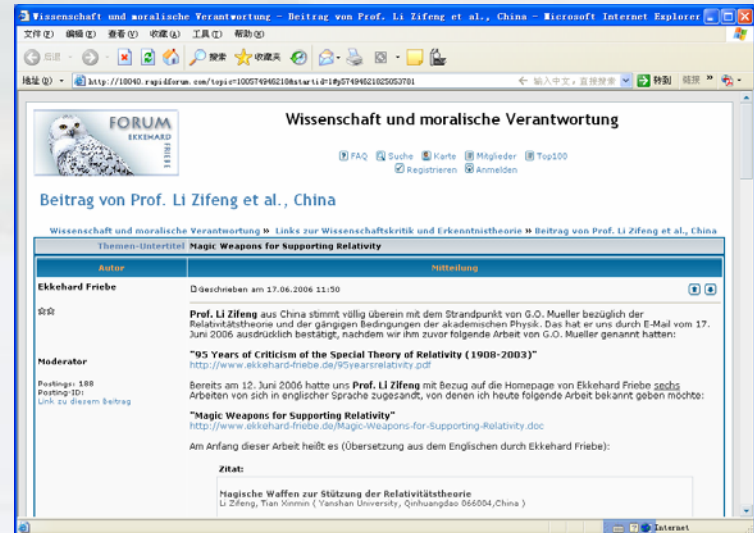 Wissenschaft und moralische Verantwortung - Beitrag von Prof. Li Zifeng et al., China - Microsoft Internet Explorer
文件(F) 编辑(E) 查看(V) 收藏(A) 工具(T) 帮助(H)
后退 搜索 收藏夹
地址(D) http://10040.rapidforum.com/topic=100574946210&startid=1#p57494621025053701 输入中文，直接搜索 转到 链接 »
FORUM
EKKEHARD
FRIEBE
Wissenschaft und moralische Verantwortung
FAQ Suche Karte Mitglieder Top100
Registrieren Anmelden
Beitrag von Prof. Li Zifeng et al., China
Wissenschaft und moralische Verantwortung » Links zur Wissenschaftskritik und Erkenntnistheorie » Beitrag von Prof. Li Zifeng et al., China
Themen-Untertitel Magic Weapons for Supporting Relativity
Autor Mitteilung
Ekkehard Friebe Geschrieben am 17.06.2006 11:50
Prof. Li Zifeng aus China stimmt völlig überein mit dem Strandpunkt von G.O. Mueller bezüglich der
Relativitätstheorie und der gängigen Bedingungen der akademischen Physik. Das hat er uns durch E-Mail vom 17.
Juni 2006 ausdrücklich bestätigt, nachdem wir ihm zuvor folgende Arbeit von G.O. Mueller genannt hatten:
Moderator
Postings: 188
Posting-ID:
Link zu diesem Beitrag
"95 Years of Criticism of the Special Theory of Relativity (1908-2003)"
http://www.ekkehard-friebe.de/95yearsrelativity.pdf
Bereits am 12. Juni 2006 hatte uns Prof. Li Zifeng mit Bezug auf die Homepage von Ekkehard Friebe sechs
Arbeiten von sich in englischer Sprache zugesandt, von denen ich heute folgende Arbeit bekannt geben möchte:
"Magic Weapons for Supporting Relativity"
http://www.ekkehard-friebe.de/Magic-Weapons-for-Supporting-Relativity.doc
Am Anfang dieser Arbeit heißt es (Übersetzung aus dem Englischen durch Ekkehard Friebe):
Zitat:
Magische Waffen zur Stützung der Relativitätstheorie
Li Zifeng, Tian Xinmin ( Yanshan University, Qinhuangdao 066004,China )
Internet